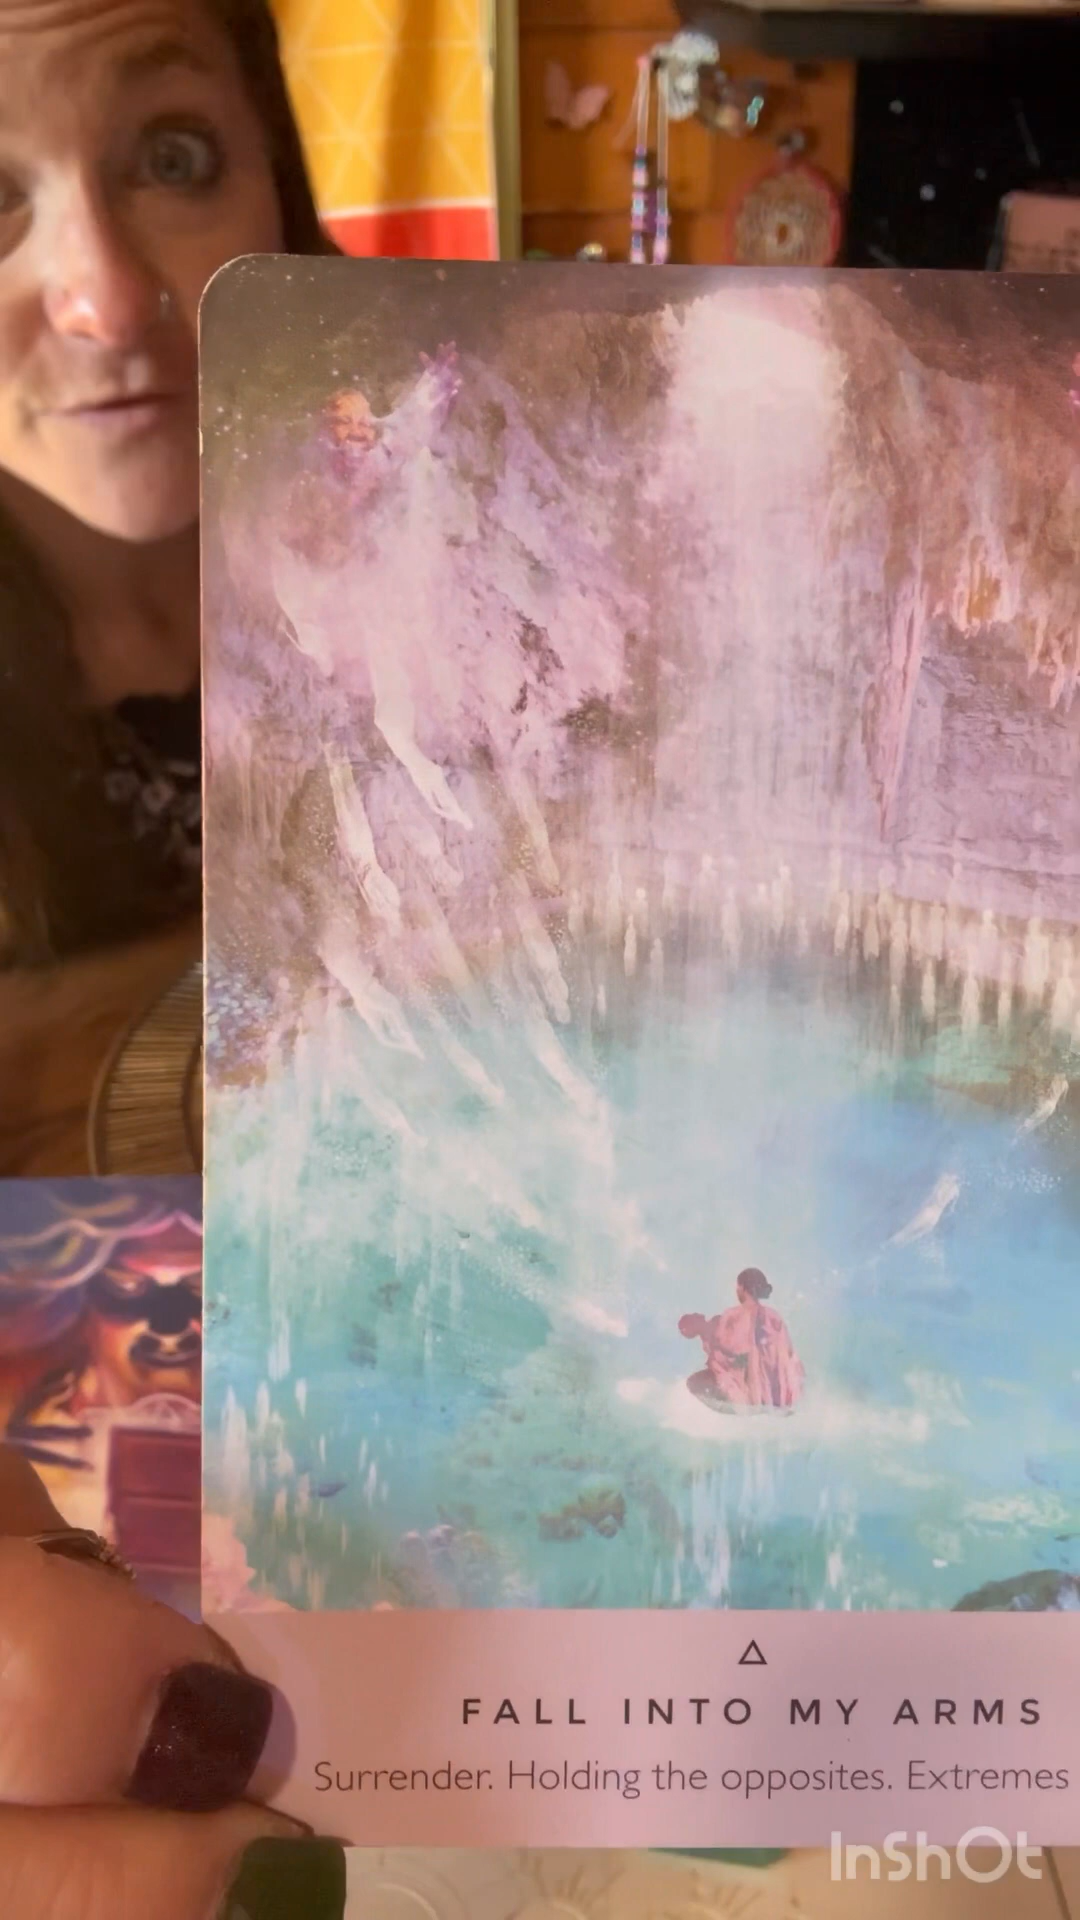 FALL INTO MY ARMS
Surrender. Holding the opposites. Extremes
InShOt